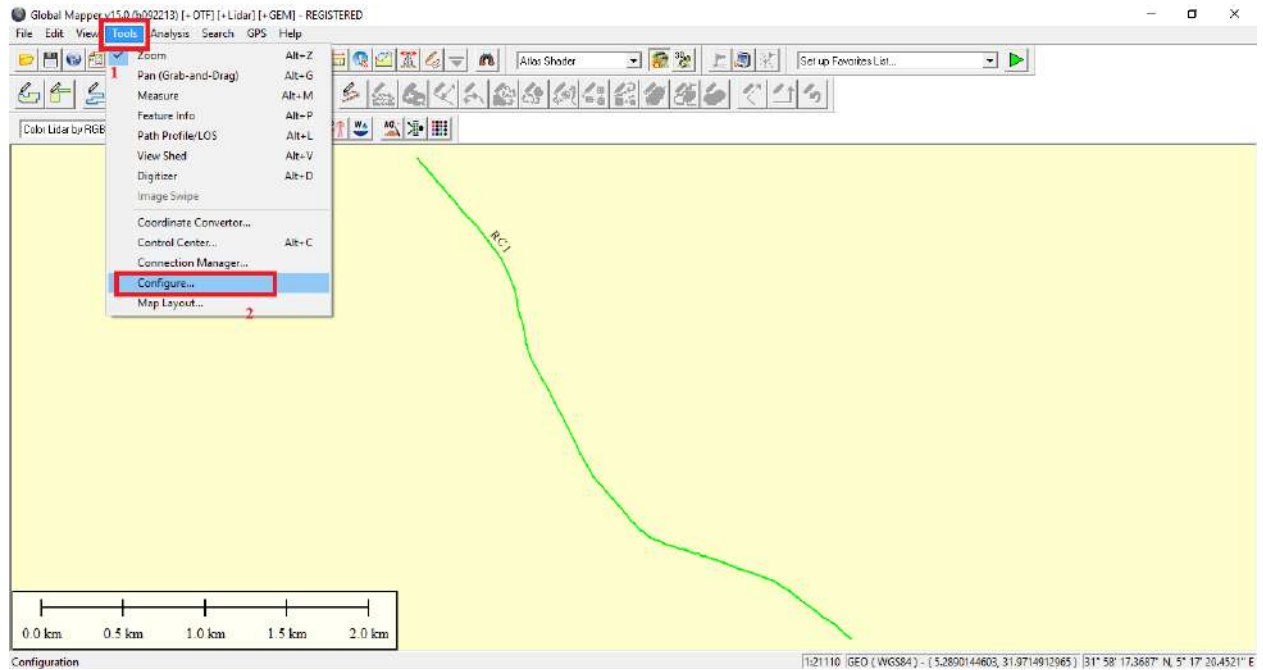 Global Mapper v15.0 (b092213) [+OTF] [+Lidar] [+GEM] - REGISTERED
File Edit View Tools Analysis Search GPS Help
Zoom Alt+Z
Atlas Shader
Set up Favorites List...
1
Pan (Grab-and-Drag) Alt+G
Measure Alt+M
Feature Info Alt+P
Color Lidar by RGB
Path Profile/LOS Alt+L
View Shed Alt+V
Digitizer Alt+D
Image Swipe
Coordinate Convertor...
Control Center... Alt+C
Connection Manager...
Configure...
Map Layout...
2
RC1
0.0 km 0.5 km 1.0 km 1.5 km 2.0 km
Configuration
1:21110 GEO ( WGS84 ) - ( 5.2890144603, 31.9714912965 ) 31° 58' 17.3687" N, 5° 17' 20.4521" E